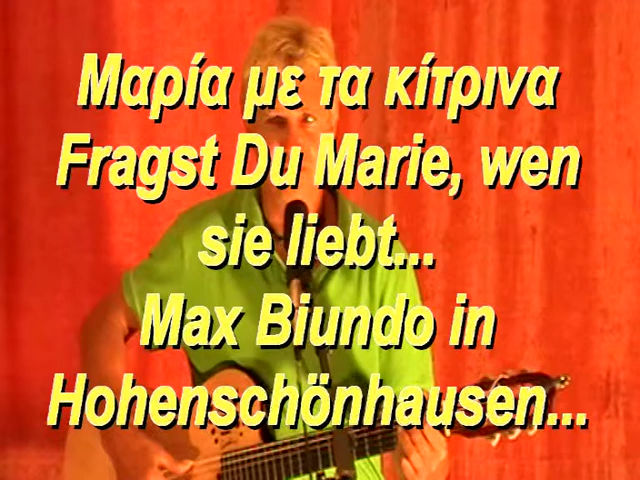 Μαρία με τα κίτρινα
Fragst Du Marie, wen
sie liebt...
Max Biundo in
Hohenschönhausen...